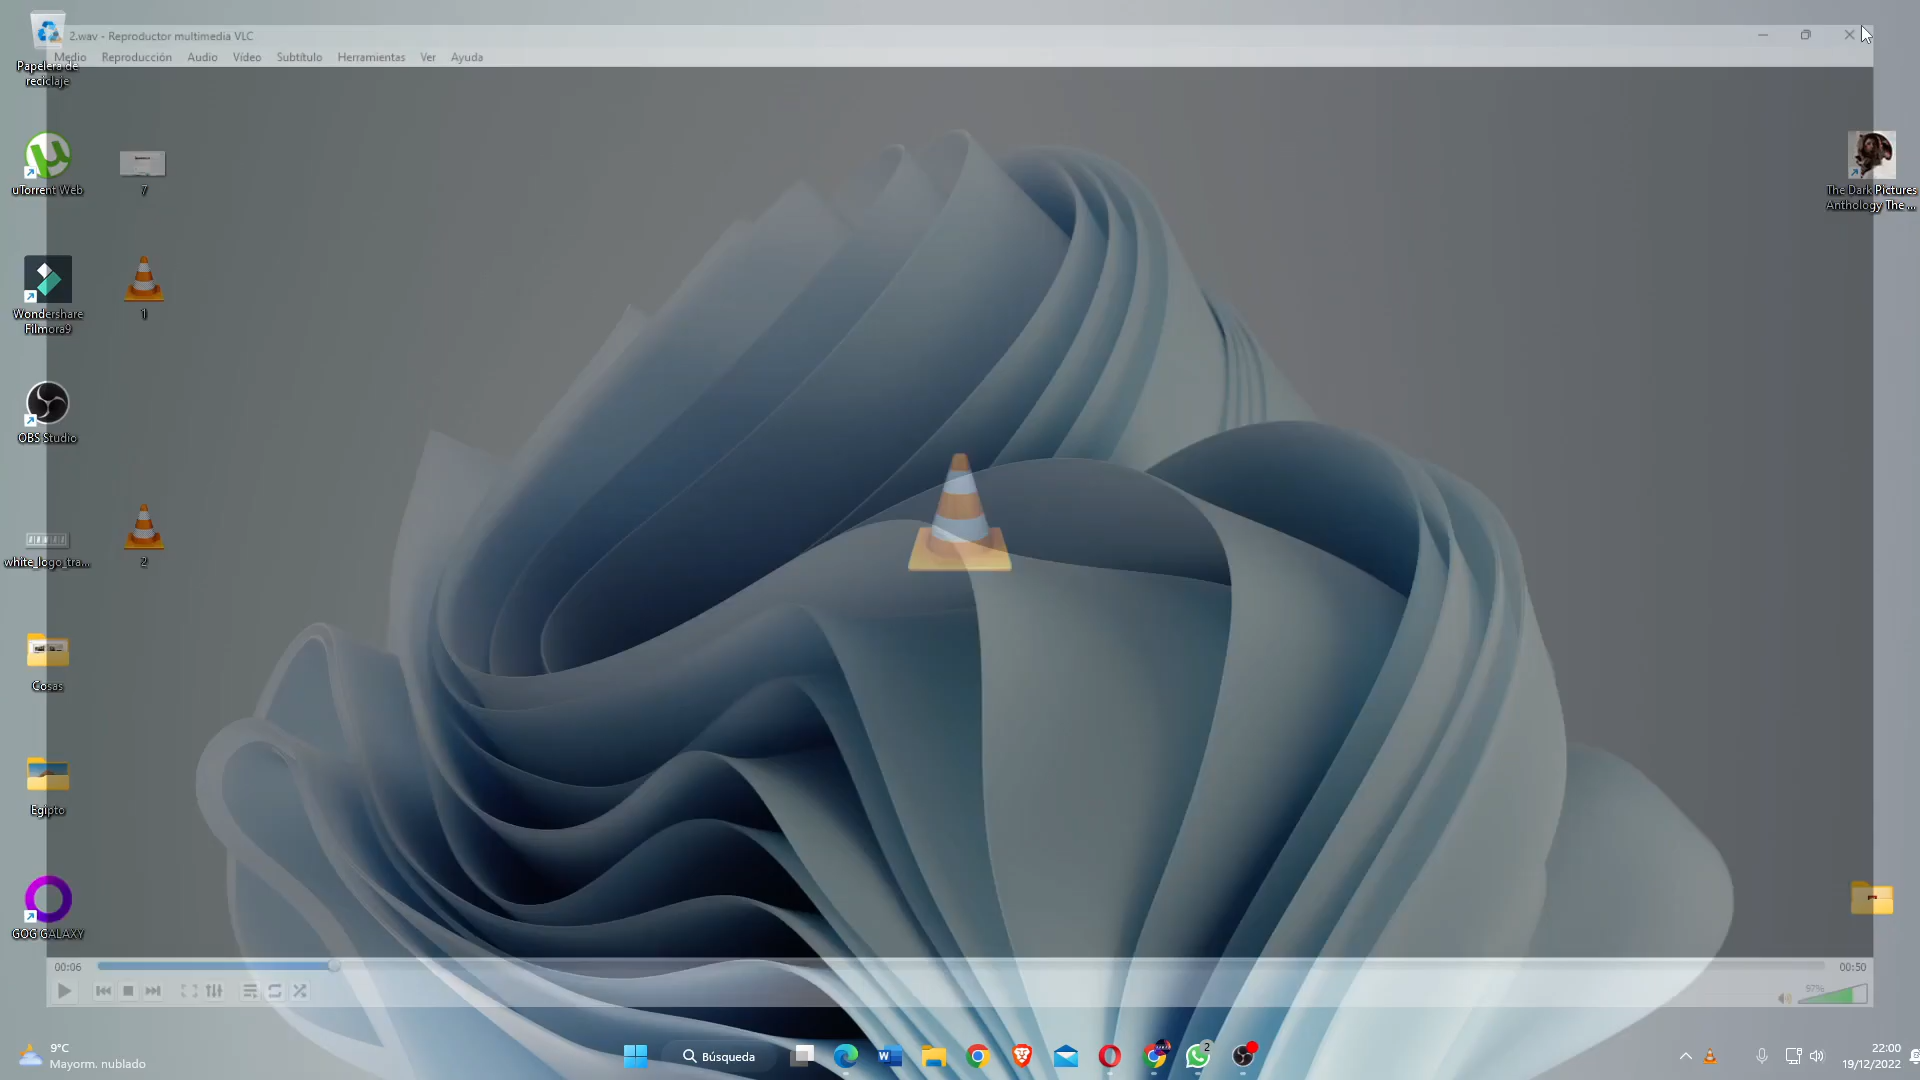 2.wav - Reproductor multimedia VLC
Medio Reproducción Audio Vídeo Subtítulo Herramientas Ver Ayuda
Papelera de
reciclaje
uTorrent Web
7
The Dark Pictures
Anthology The ...
Wondershare
Filmora9
1
OBS Studio
white_logo_tra...
2
Cosas
Egipto
GOG GALAXY
00:06
00:50
97%
9°C
Mayorm. nublado
Búsqueda
2
22:00
19/12/2022